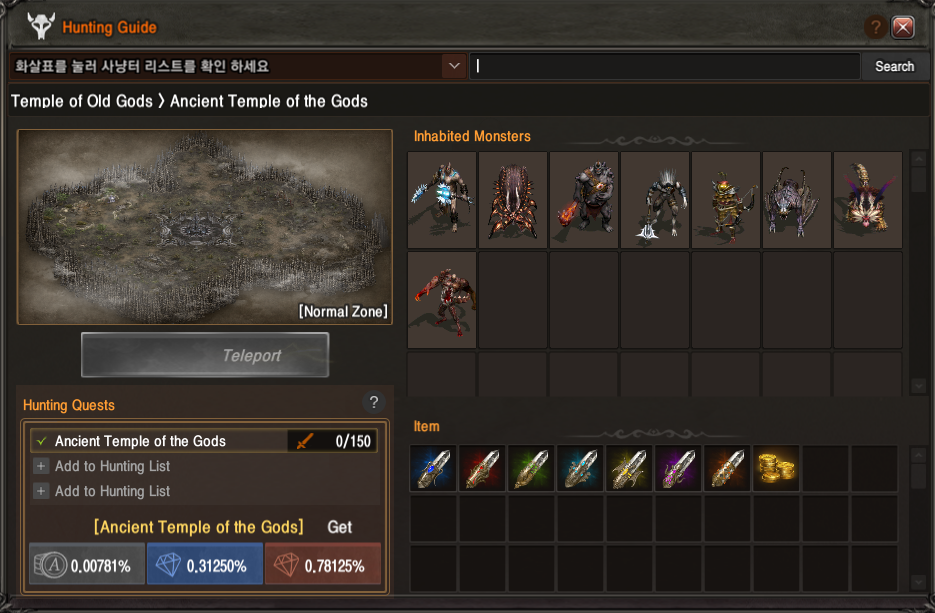 Hunting Guide
?
화살표를 눌러 사냥터 리스트를 확인 하세요
Search
Temple of Old Gods 〉 Ancient Temple of the Gods
Inhabited Monsters
[Normal Zone]
Teleport
Hunting Quests
?
Ancient Temple of the Gods 0/150
+ Add to Hunting List
+ Add to Hunting List
[Ancient Temple of the Gods] Get
A 0.00781% 0.31250% 0.78125%
Item